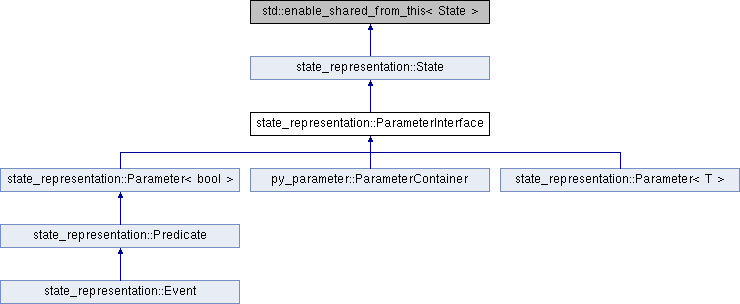 std::enable_shared_from_this< State >
state_representation::State
state_representation::ParameterInterface
state_representation::Parameter< bool >
py_parameter::ParameterContainer
state_representation::Parameter< T >
state_representation::Predicate
state_representation::Event